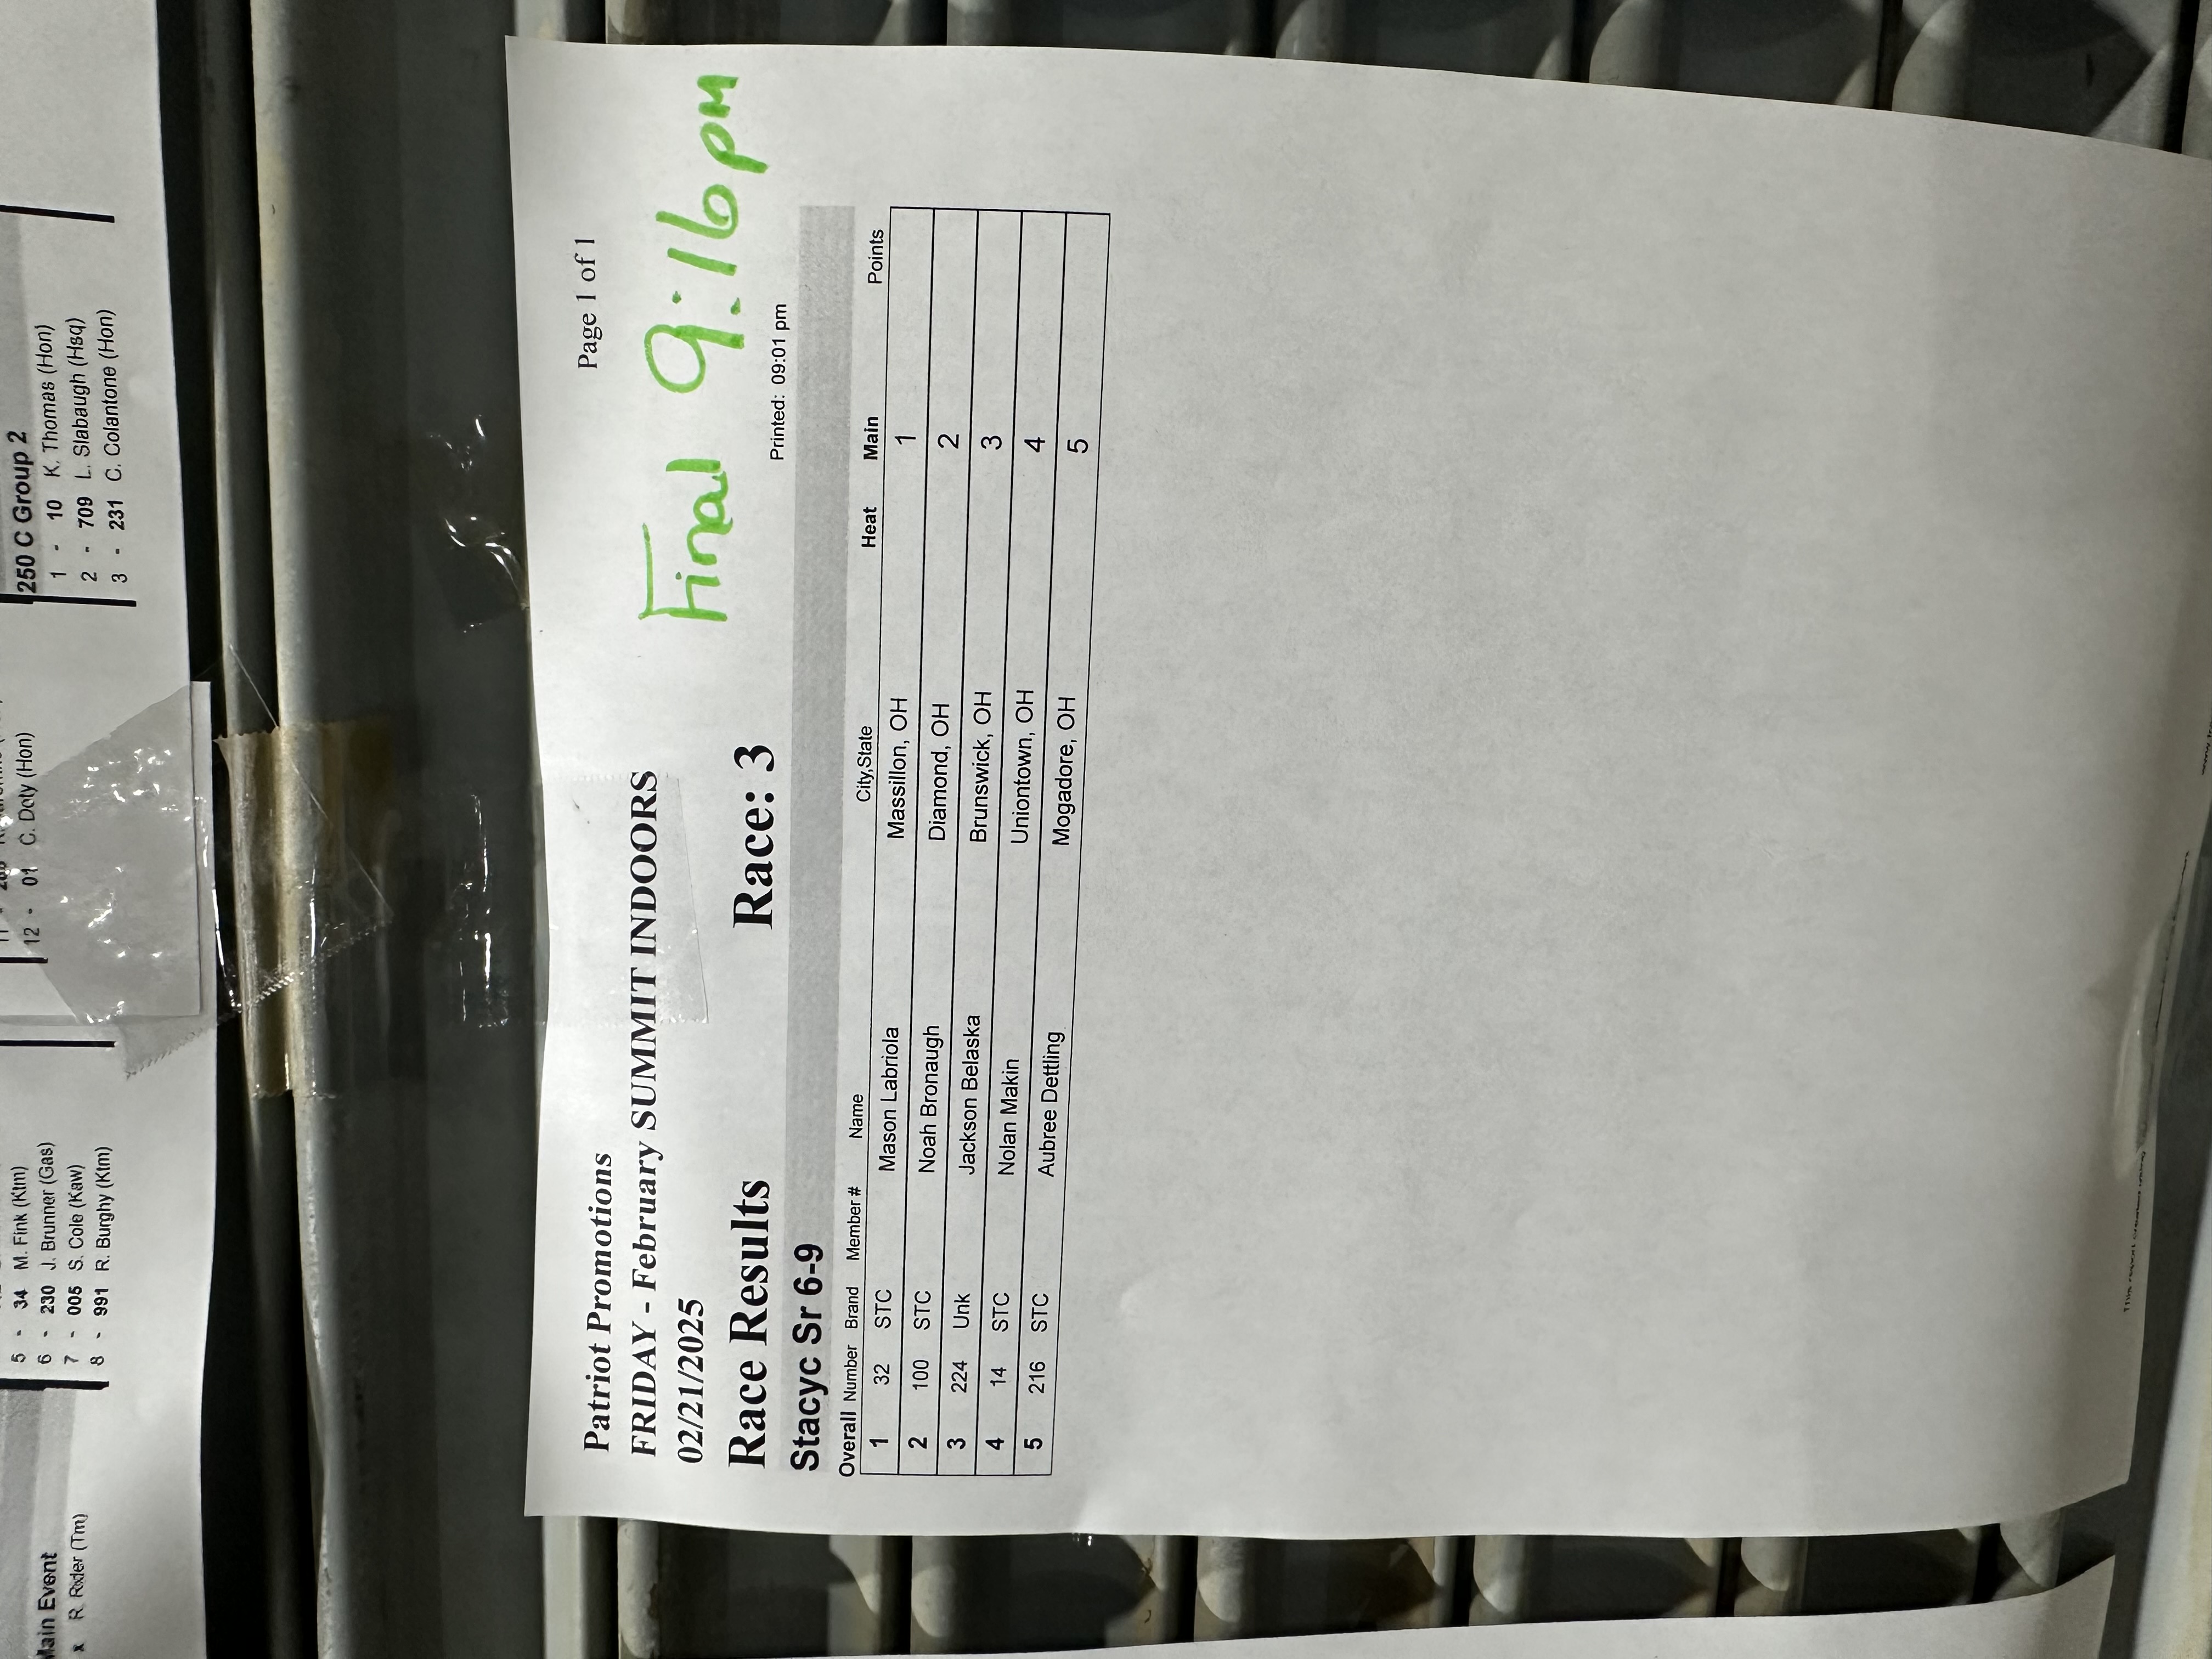 Patriot Promotions
Page 1 of 1
FRIDAY - February SUMMIT INDOORS
02/21/2025
Final 9:16pm
Race Results
Race: 3
Printed: 09:01 pm
Stacyc Sr 6-9
Overall Number Brand Member# Name City,State Heat Main Points
1 32 STC Mason Labriola Massillon, OH 1
2 100 STC Noah Bronaugh Diamond, OH 2
3 224 Unk Jackson Belaska Brunswick, OH 3
4 14 STC Nolan Makin Uniontown, OH 4
5 216 STC Aubree Dettling Mogadore, OH 5
Main Event
x R. Rider (Tm)
5 - 34 M. Fink (Ktm)
6 - 230 J. Brunner (Gas)
7 - 005 S. Cole (Kaw)
8 - 991 R. Burghy (Ktm)
12 - 01 C. Doty (Hon)
250 C Group 2
1 - 10 K. Thomas (Hon)
2 - 709 L. Slabaugh (Hsq)
3 - 231 C. Colantone (Hon)